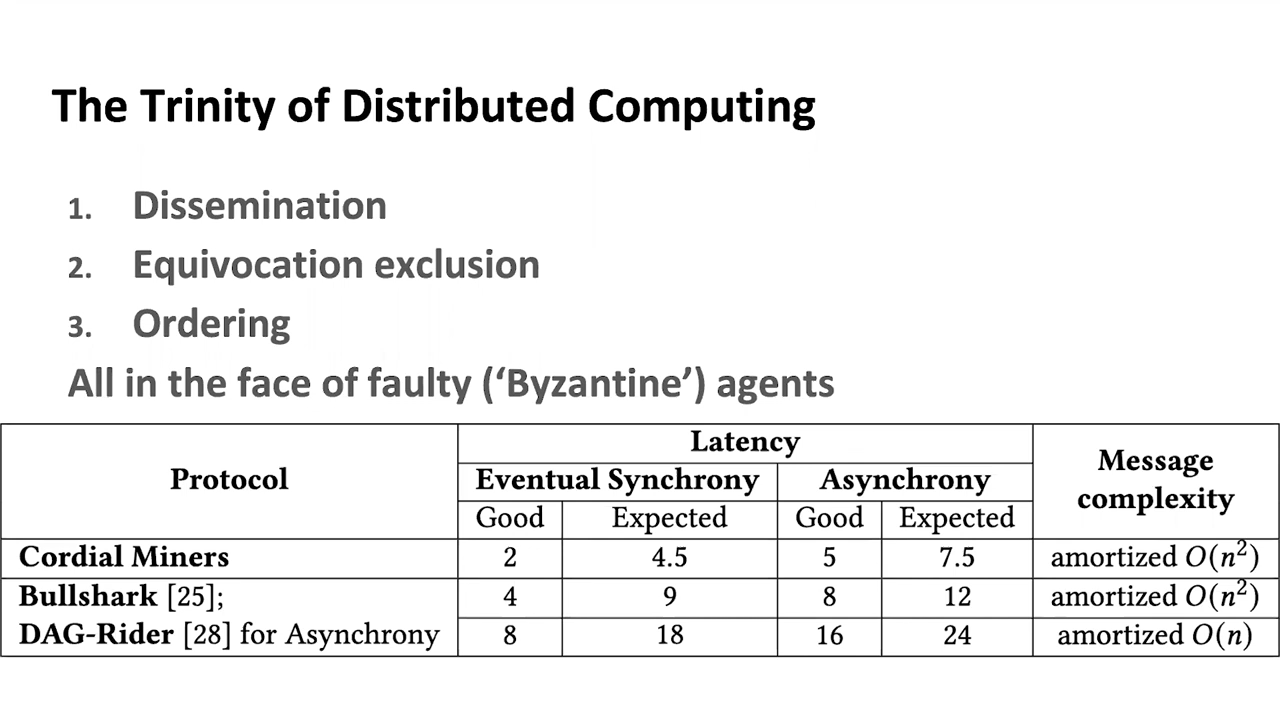 The Trinity of Distributed Computing
1. Dissemination
2. Equivocation exclusion
3. Ordering
All in the face of faulty (‘Byzantine’) agents
Protocol Latency Message complexity
Eventual Synchrony Asynchrony
Good Expected Good Expected
Cordial Miners 2 4.5 5 7.5 amortized O(n²)
Bullshark [25]; 4 9 8 12 amortized O(n²)
DAG-Rider [28] for Asynchrony 8 18 16 24 amortized O(n)